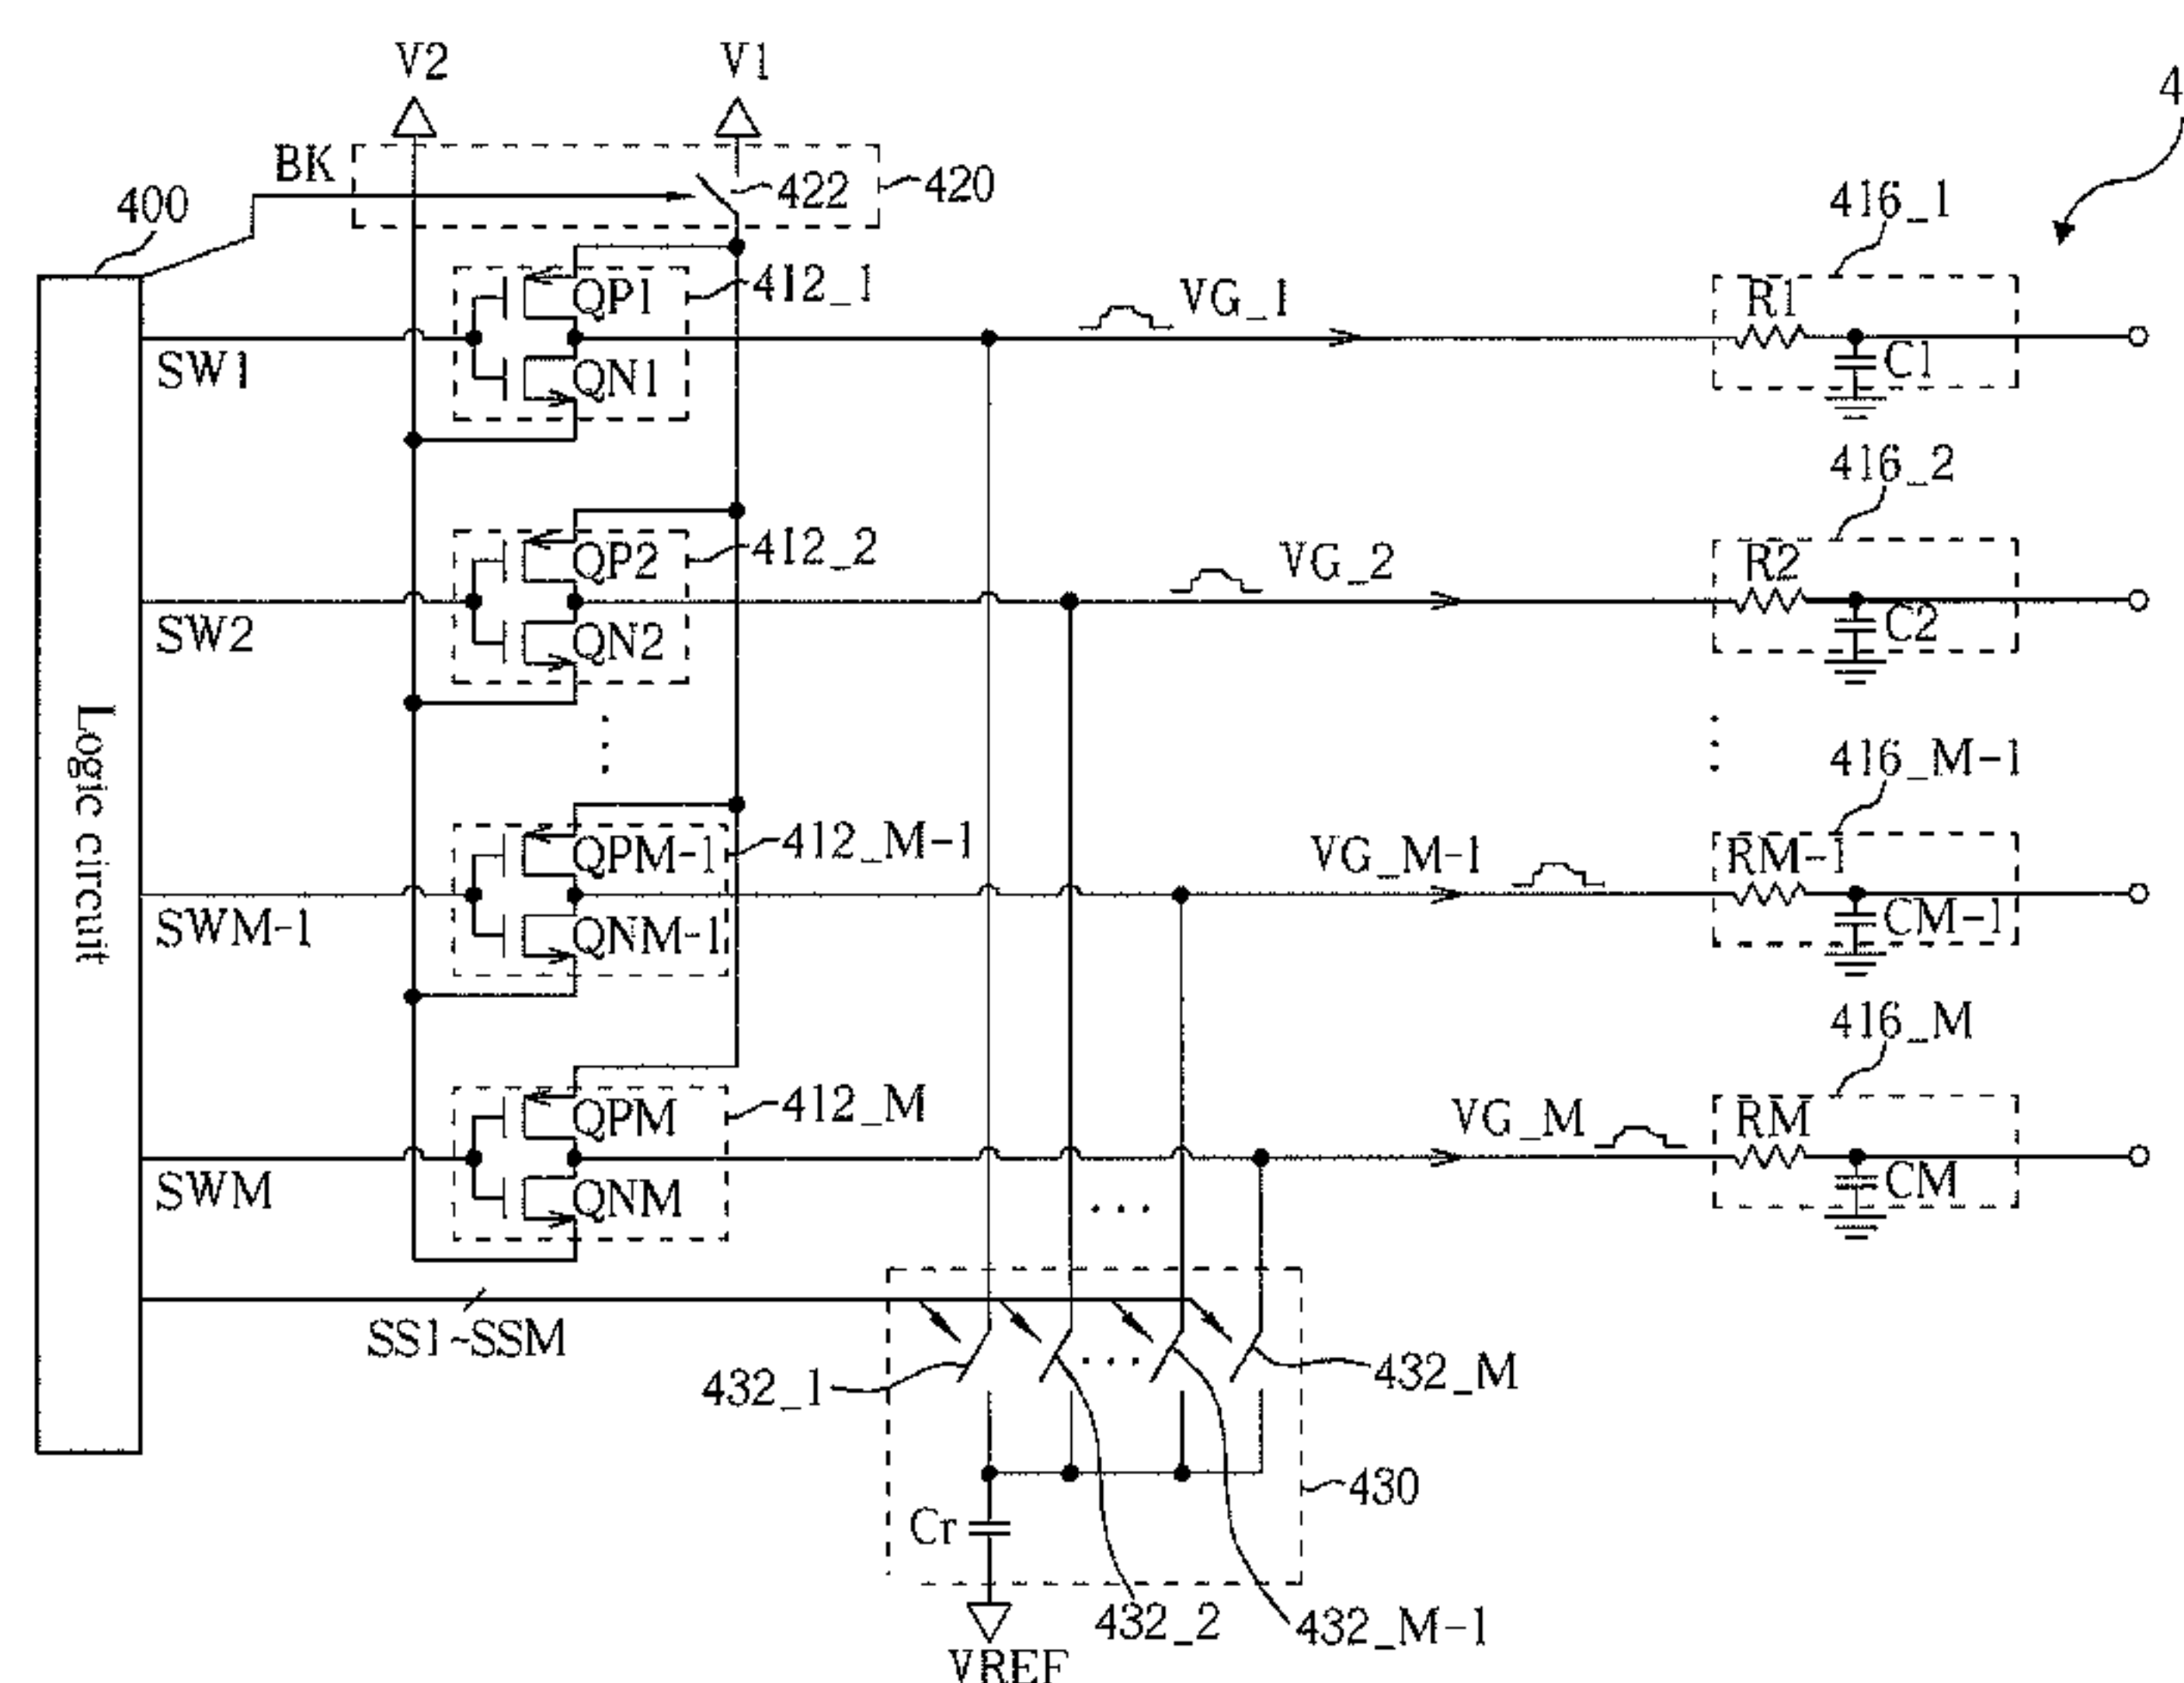 V2
V1
4
BK
422
420
400
416_1
QP1
412_1
VG_1
R1
SW1
QN1
C1
416_2
QP2
412_2
VG_2
R2
SW2
QN2
C2
Logic circuit
416_M-1
QPM-1
412_M-1
VG_M-1
RM-1
SWM-1
QNM-1
CM-1
416_M
QPM
412_M
VG_M
RM
SWM
QNM
CM
SS1~SSM
432_1
432_M
430
Cr
432_2
432_M-1
VREF